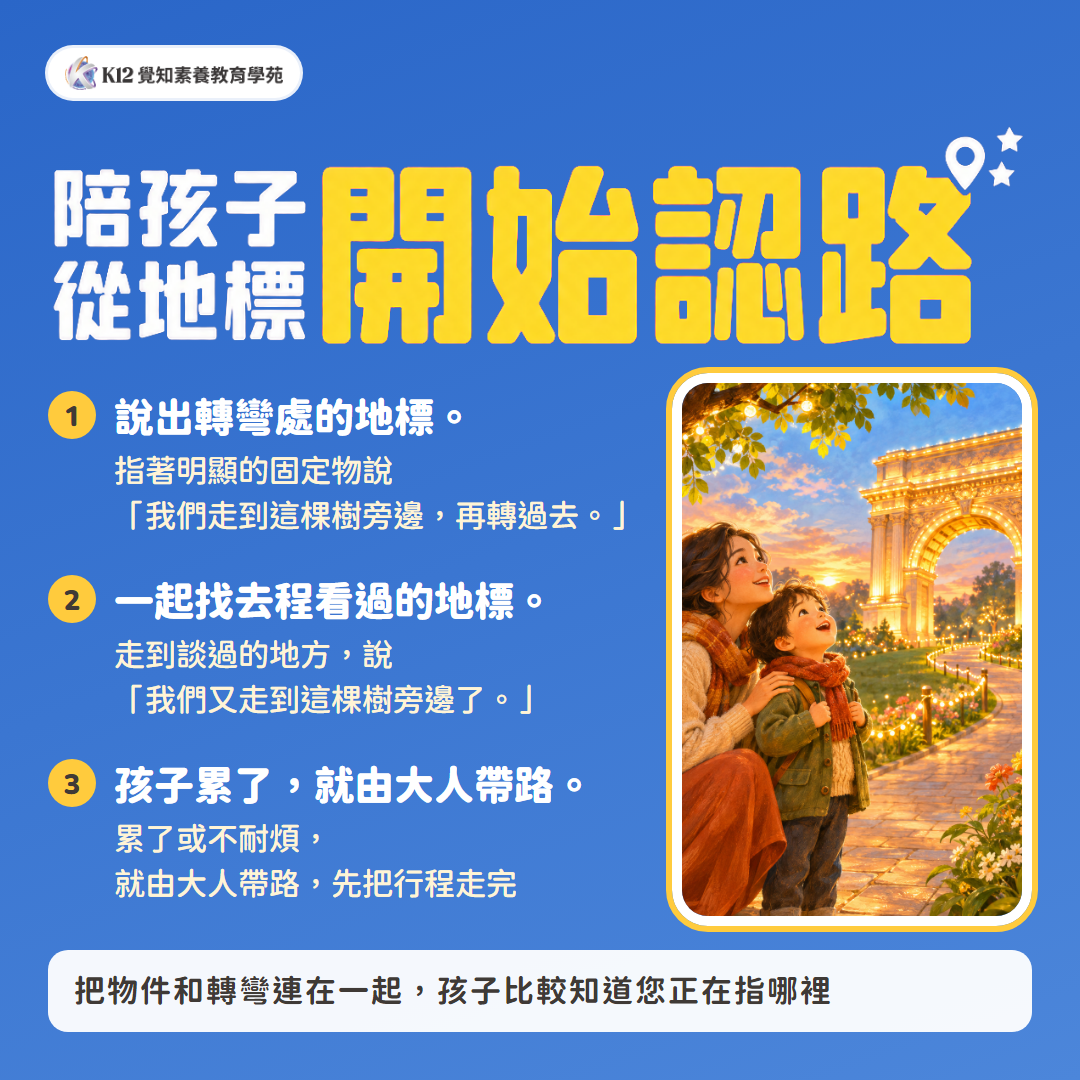 K12 覺知素養教育學苑
陪孩子
從地標
開始認路
1 說出轉彎處的地標。
指著明顯的固定物說
「我們走到這棵樹旁邊，再轉過去。」
2 一起找去程看過的地標。
走到談過的地方，說
「我們又走到這棵樹旁邊了。」
3 孩子累了，就由大人帶路。
累了或不耐煩，
就由大人帶路，先把行程走完
把物件和轉彎連在一起，孩子比較知道您正在指哪裡